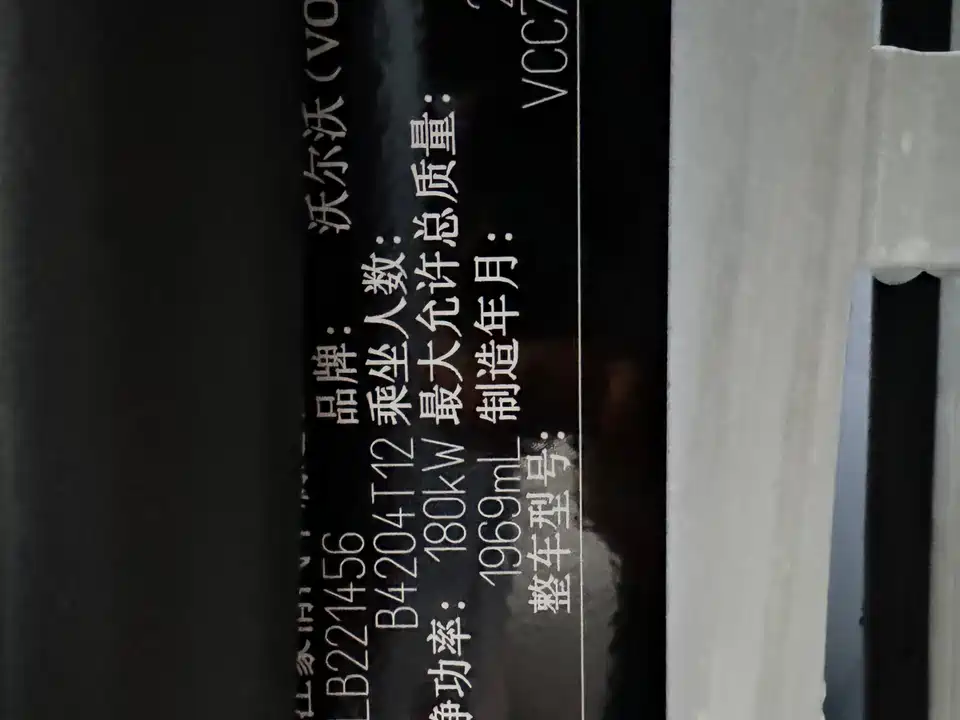 品牌: 沃尔沃(VO
LB221456
B4204T12 乘坐人数:
净功率: 180kW 最大允许总质量:
1969mL 制造年月:
整车型号: VCC7